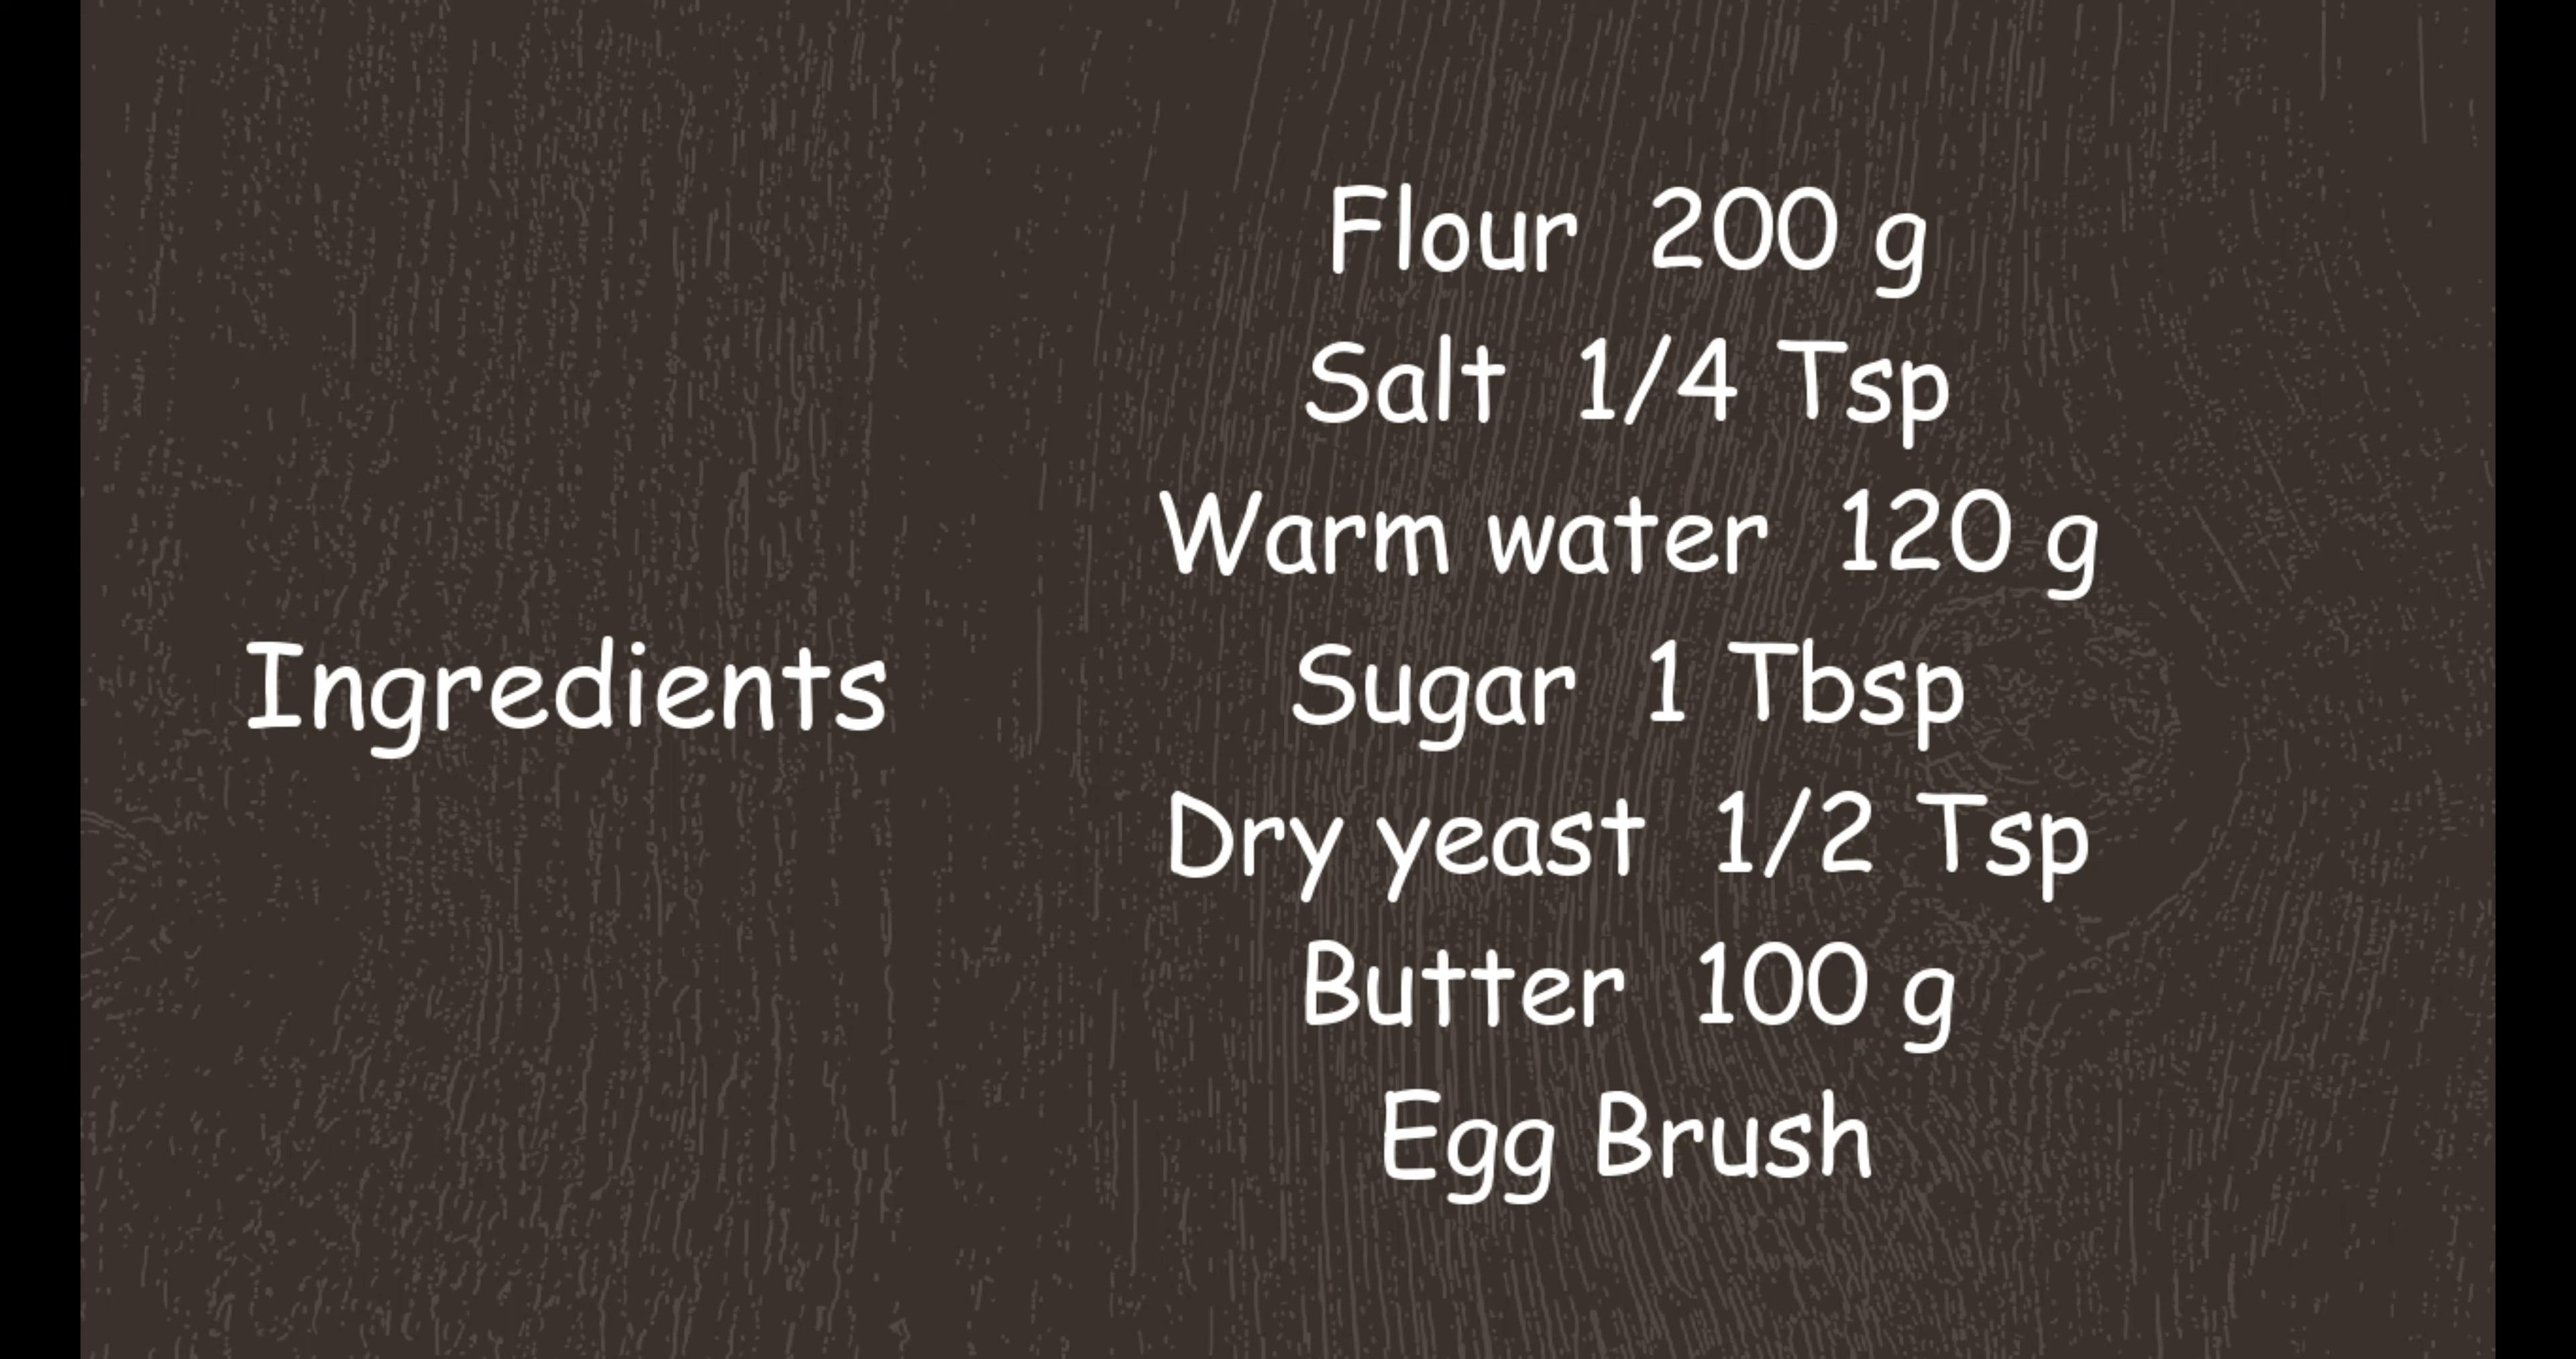 Ingredients
Flour 200 g
Salt 1/4 Tsp
Warm water 120 g
Sugar 1 Tbsp
Dry yeast 1/2 Tsp
Butter 100 g
Egg Brush